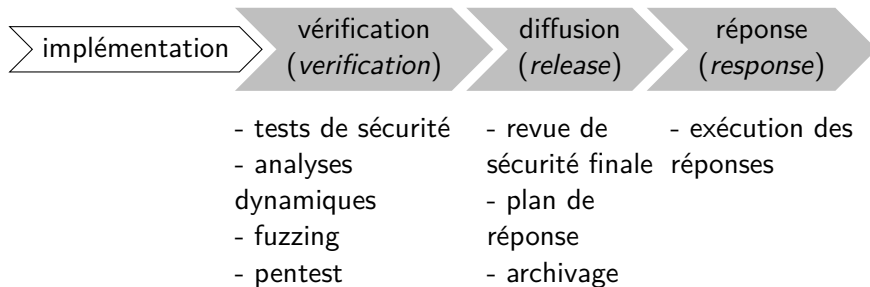 implémentation
vérification
(verification)
diffusion
(release)
réponse
(response)
- tests de sécurité
- analyses
dynamiques
- fuzzing
- pentest
- revue de
sécurité finale
- plan de
réponse
- archivage
- exécution des
réponses